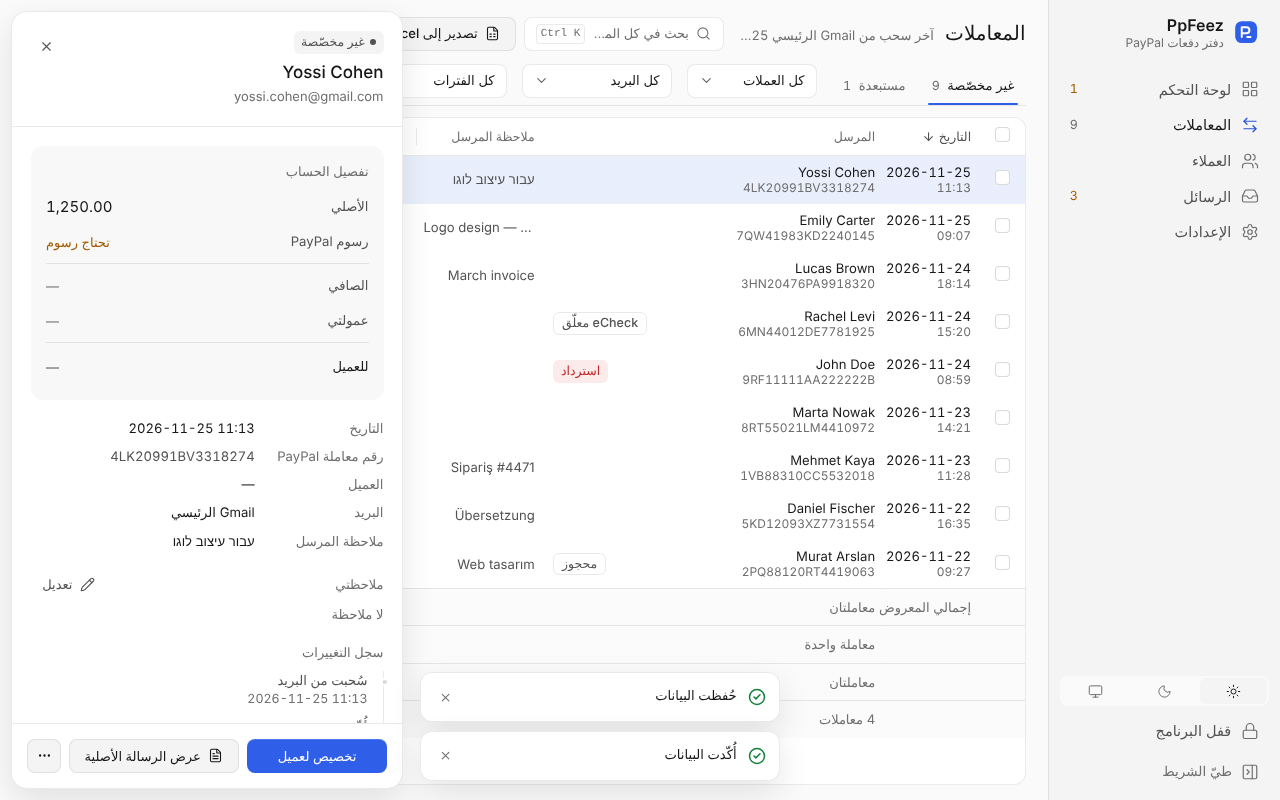 PpFeez
دفتر دفعات PayPal
لوحة التحكم 1
المعاملات 9
العملاء
الرسائل 3
الإعدادات
قفل البرنامج
طيّ الشريط
المعاملات
آخر سحب من Gmail الرئيسي 25...
بحث في كل المـ... Ctrl K
تصدير إلى cel
غير مخصّصة 9
مستبعدة 1
كل العملات
كل البريد
كل الفترات
التاريخ
المرسل
ملاحظة المرسل
2026-11-25
11:13
Yossi Cohen
4LK20991BV3318274
עבור עיצוב לוגו
2026-11-25
09:07
Emily Carter
7QW41983KD2240145
Logo design — ...
2026-11-24
18:14
Lucas Brown
3HN20476PA9918320
March invoice
2026-11-24
15:20
Rachel Levi
6MN44012DE7781925
eCheck معلّق
2026-11-24
08:59
John Doe
9RF11111AA222222B
استرداد
2026-11-23
14:21
Marta Nowak
8RT55021LM4410972
2026-11-23
11:28
Mehmet Kaya
1VB88310CC5532018
Sipariş #4471
2026-11-22
16:35
Daniel Fischer
5KD12093XZ7731554
Übersetzung
2026-11-22
09:27
Murat Arslan
2PQ88120RT4419063
محجوز
Web tasarım
إجمالي المعروض معاملتان
معاملة واحدة
معاملتان
4 معاملات
حُفظت البيانات
أُكّدت البيانات
غير مخصّصة
Yossi Cohen
yossi.cohen@gmail.com
تفصيل الحساب
الأصلي 1,250.00
رسوم PayPal تحتاج رسوم
الصافي —
عمولتي —
للعميل —
التاريخ 2026-11-25 11:13
رقم معاملة PayPal 4LK20991BV3318274
العميل —
البريد Gmail الرئيسي
ملاحظة المرسل עבור עיצוב לוגו
ملاحظتي تعديل
لا ملاحظة
سجل التغييرات
سُحبت من البريد
2026-11-25 11:13
تخصيص لعميل
عرض الرسالة الأصلية